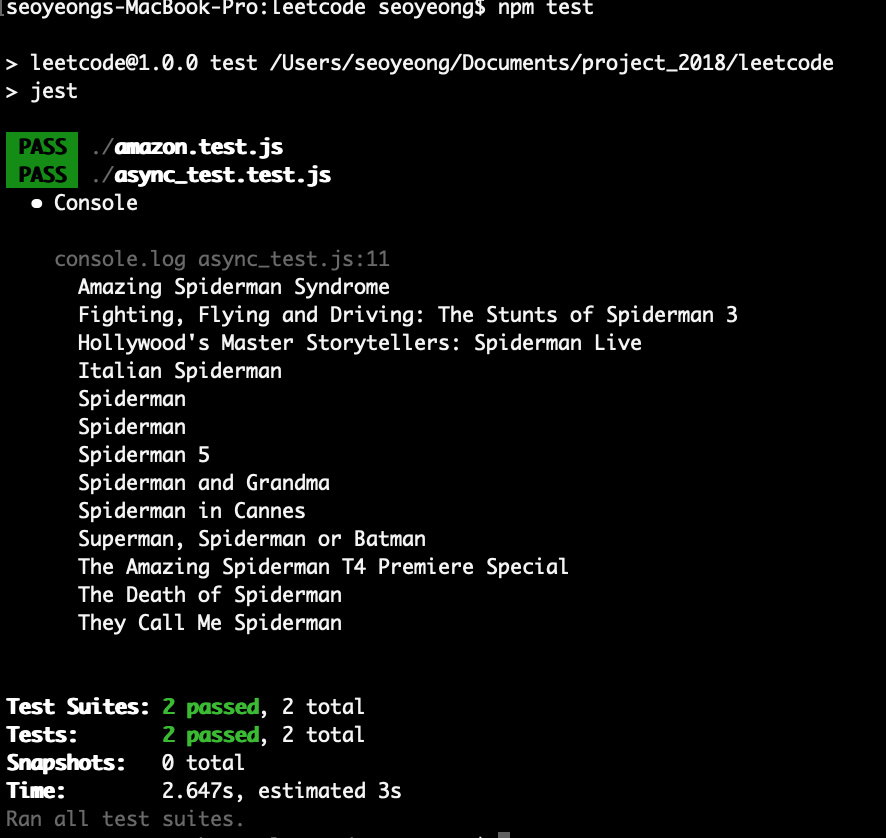 seoyeongs-MacBook-Pro:leetcode seoyeong$ npm test
> leetcode@1.0.0 test /Users/seoyeong/Documents/project_2018/leetcode
> jest
PASS ./amazon.test.js
PASS ./async_test.test.js
● Console
console.log async_test.js:11
Amazing Spiderman Syndrome
Fighting, Flying and Driving: The Stunts of Spiderman 3
Hollywood's Master Storytellers: Spiderman Live
Italian Spiderman
Spiderman
Spiderman
Spiderman 5
Spiderman and Grandma
Spiderman in Cannes
Superman, Spiderman or Batman
The Amazing Spiderman T4 Premiere Special
The Death of Spiderman
They Call Me Spiderman
Test Suites: 2 passed, 2 total
Tests: 2 passed, 2 total
Snapshots: 0 total
Time: 2.647s, estimated 3s
Ran all test suites.